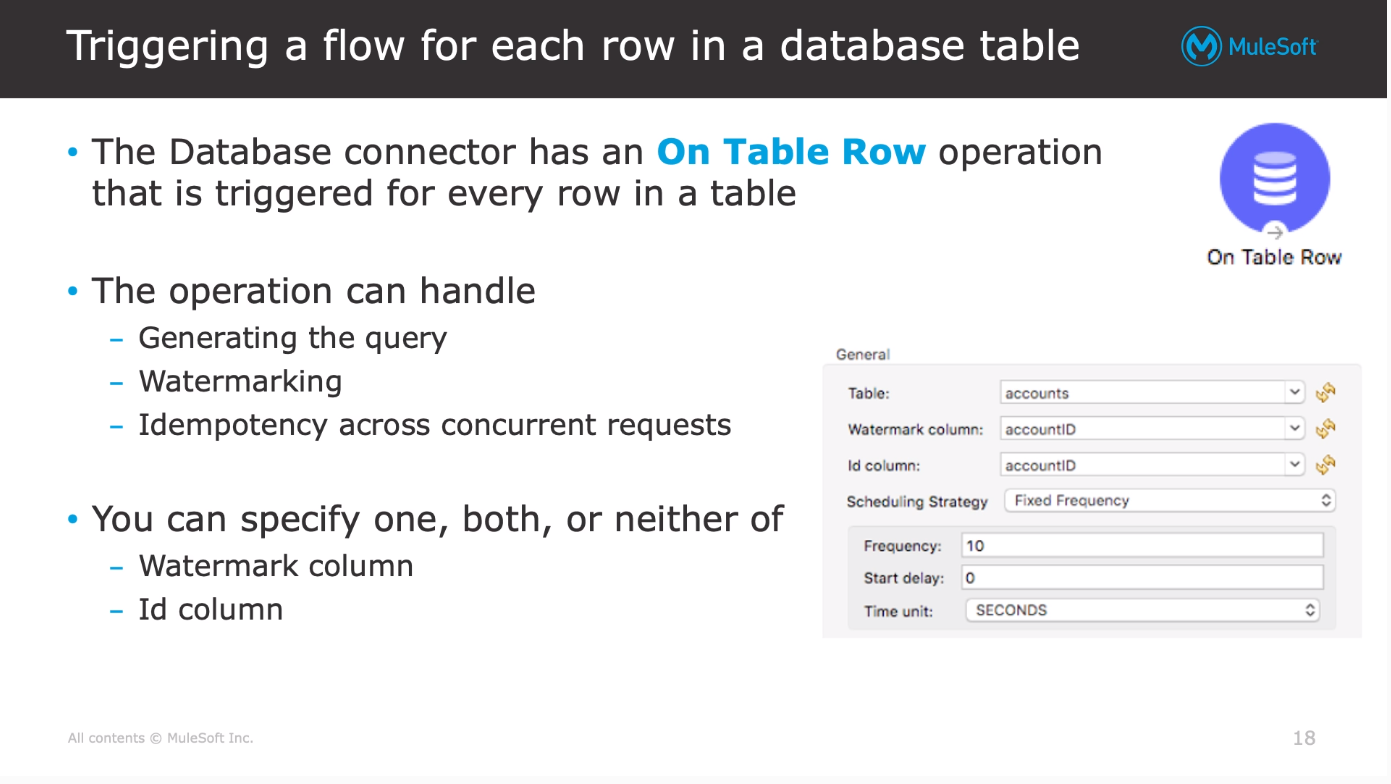 Triggering a flow for each row in a database table
MuleSoft
• The Database connector has an On Table Row operation
that is triggered for every row in a table
On Table Row
• The operation can handle
– Generating the query
– Watermarking
– Idempotency across concurrent requests
• You can specify one, both, or neither of
– Watermark column
– Id column
General
Table: accounts
Watermark column: accountID
Id column: accountID
Scheduling Strategy Fixed Frequency
Frequency: 10
Start delay: 0
Time unit: SECONDS
All contents © MuleSoft Inc.
18